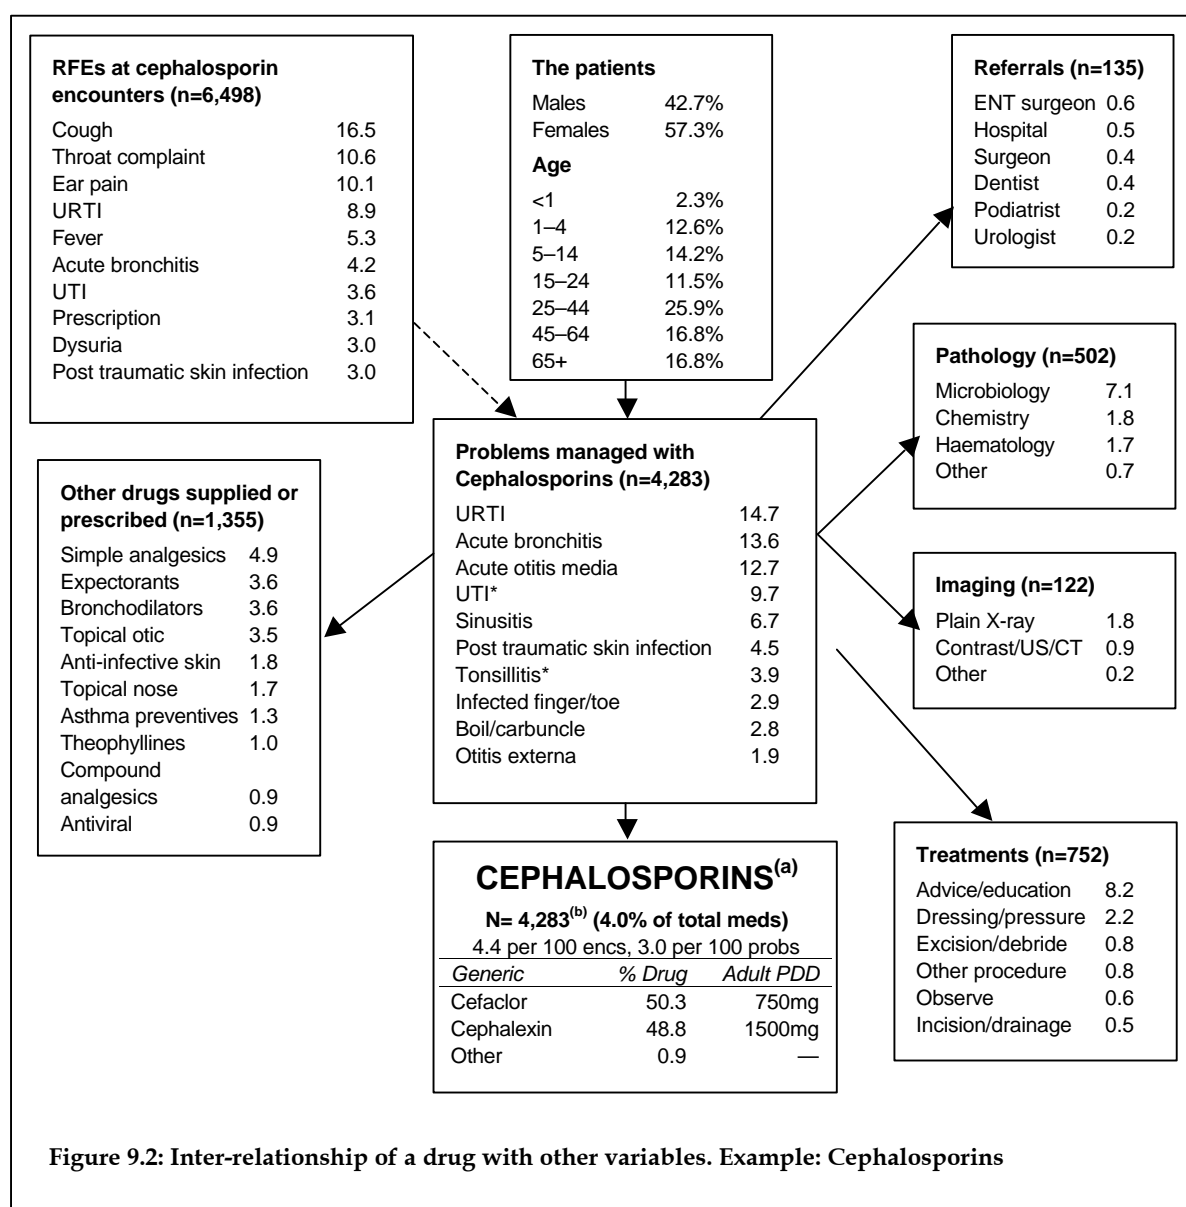 RFEs at cephalosporin
encounters (n=6,498)
Cough 16.5
Throat complaint 10.6
Ear pain 10.1
URTI 8.9
Fever 5.3
Acute bronchitis 4.2
UTI 3.6
Prescription 3.1
Dysuria 3.0
Post traumatic skin infection 3.0
The patients
Males 42.7%
Females 57.3%
Age
<1 2.3%
1–4 12.6%
5–14 14.2%
15–24 11.5%
25–44 25.9%
45–64 16.8%
65+ 16.8%
Referrals (n=135)
ENT surgeon 0.6
Hospital 0.5
Surgeon 0.4
Dentist 0.4
Podiatrist 0.2
Urologist 0.2
Pathology (n=502)
Microbiology 7.1
Chemistry 1.8
Haematology 1.7
Other 0.7
Problems managed with
Cephalosporins (n=4,283)
URTI 14.7
Acute bronchitis 13.6
Acute otitis media 12.7
UTI* 9.7
Sinusitis 6.7
Post traumatic skin infection 4.5
Tonsillitis* 3.9
Infected finger/toe 2.9
Boil/carbuncle 2.8
Otitis externa 1.9
Other drugs supplied or
prescribed (n=1,355)
Simple analgesics 4.9
Expectorants 3.6
Bronchodilators 3.6
Topical otic 3.5
Anti-infective skin 1.8
Topical nose 1.7
Asthma preventives 1.3
Theophyllines 1.0
Compound
analgesics 0.9
Antiviral 0.9
Imaging (n=122)
Plain X-ray 1.8
Contrast/US/CT 0.9
Other 0.2
Treatments (n=752)
Advice/education 8.2
Dressing/pressure 2.2
Excision/debride 0.8
Other procedure 0.8
Observe 0.6
Incision/drainage 0.5
CEPHALOSPORINS(a)
N= 4,283(b) (4.0% of total meds)
4.4 per 100 encs, 3.0 per 100 probs
Generic % Drug Adult PDD
Cefaclor 50.3 750mg
Cephalexin 48.8 1500mg
Other 0.9 —
Figure 9.2: Inter-relationship of a drug with other variables. Example: Cephalosporins